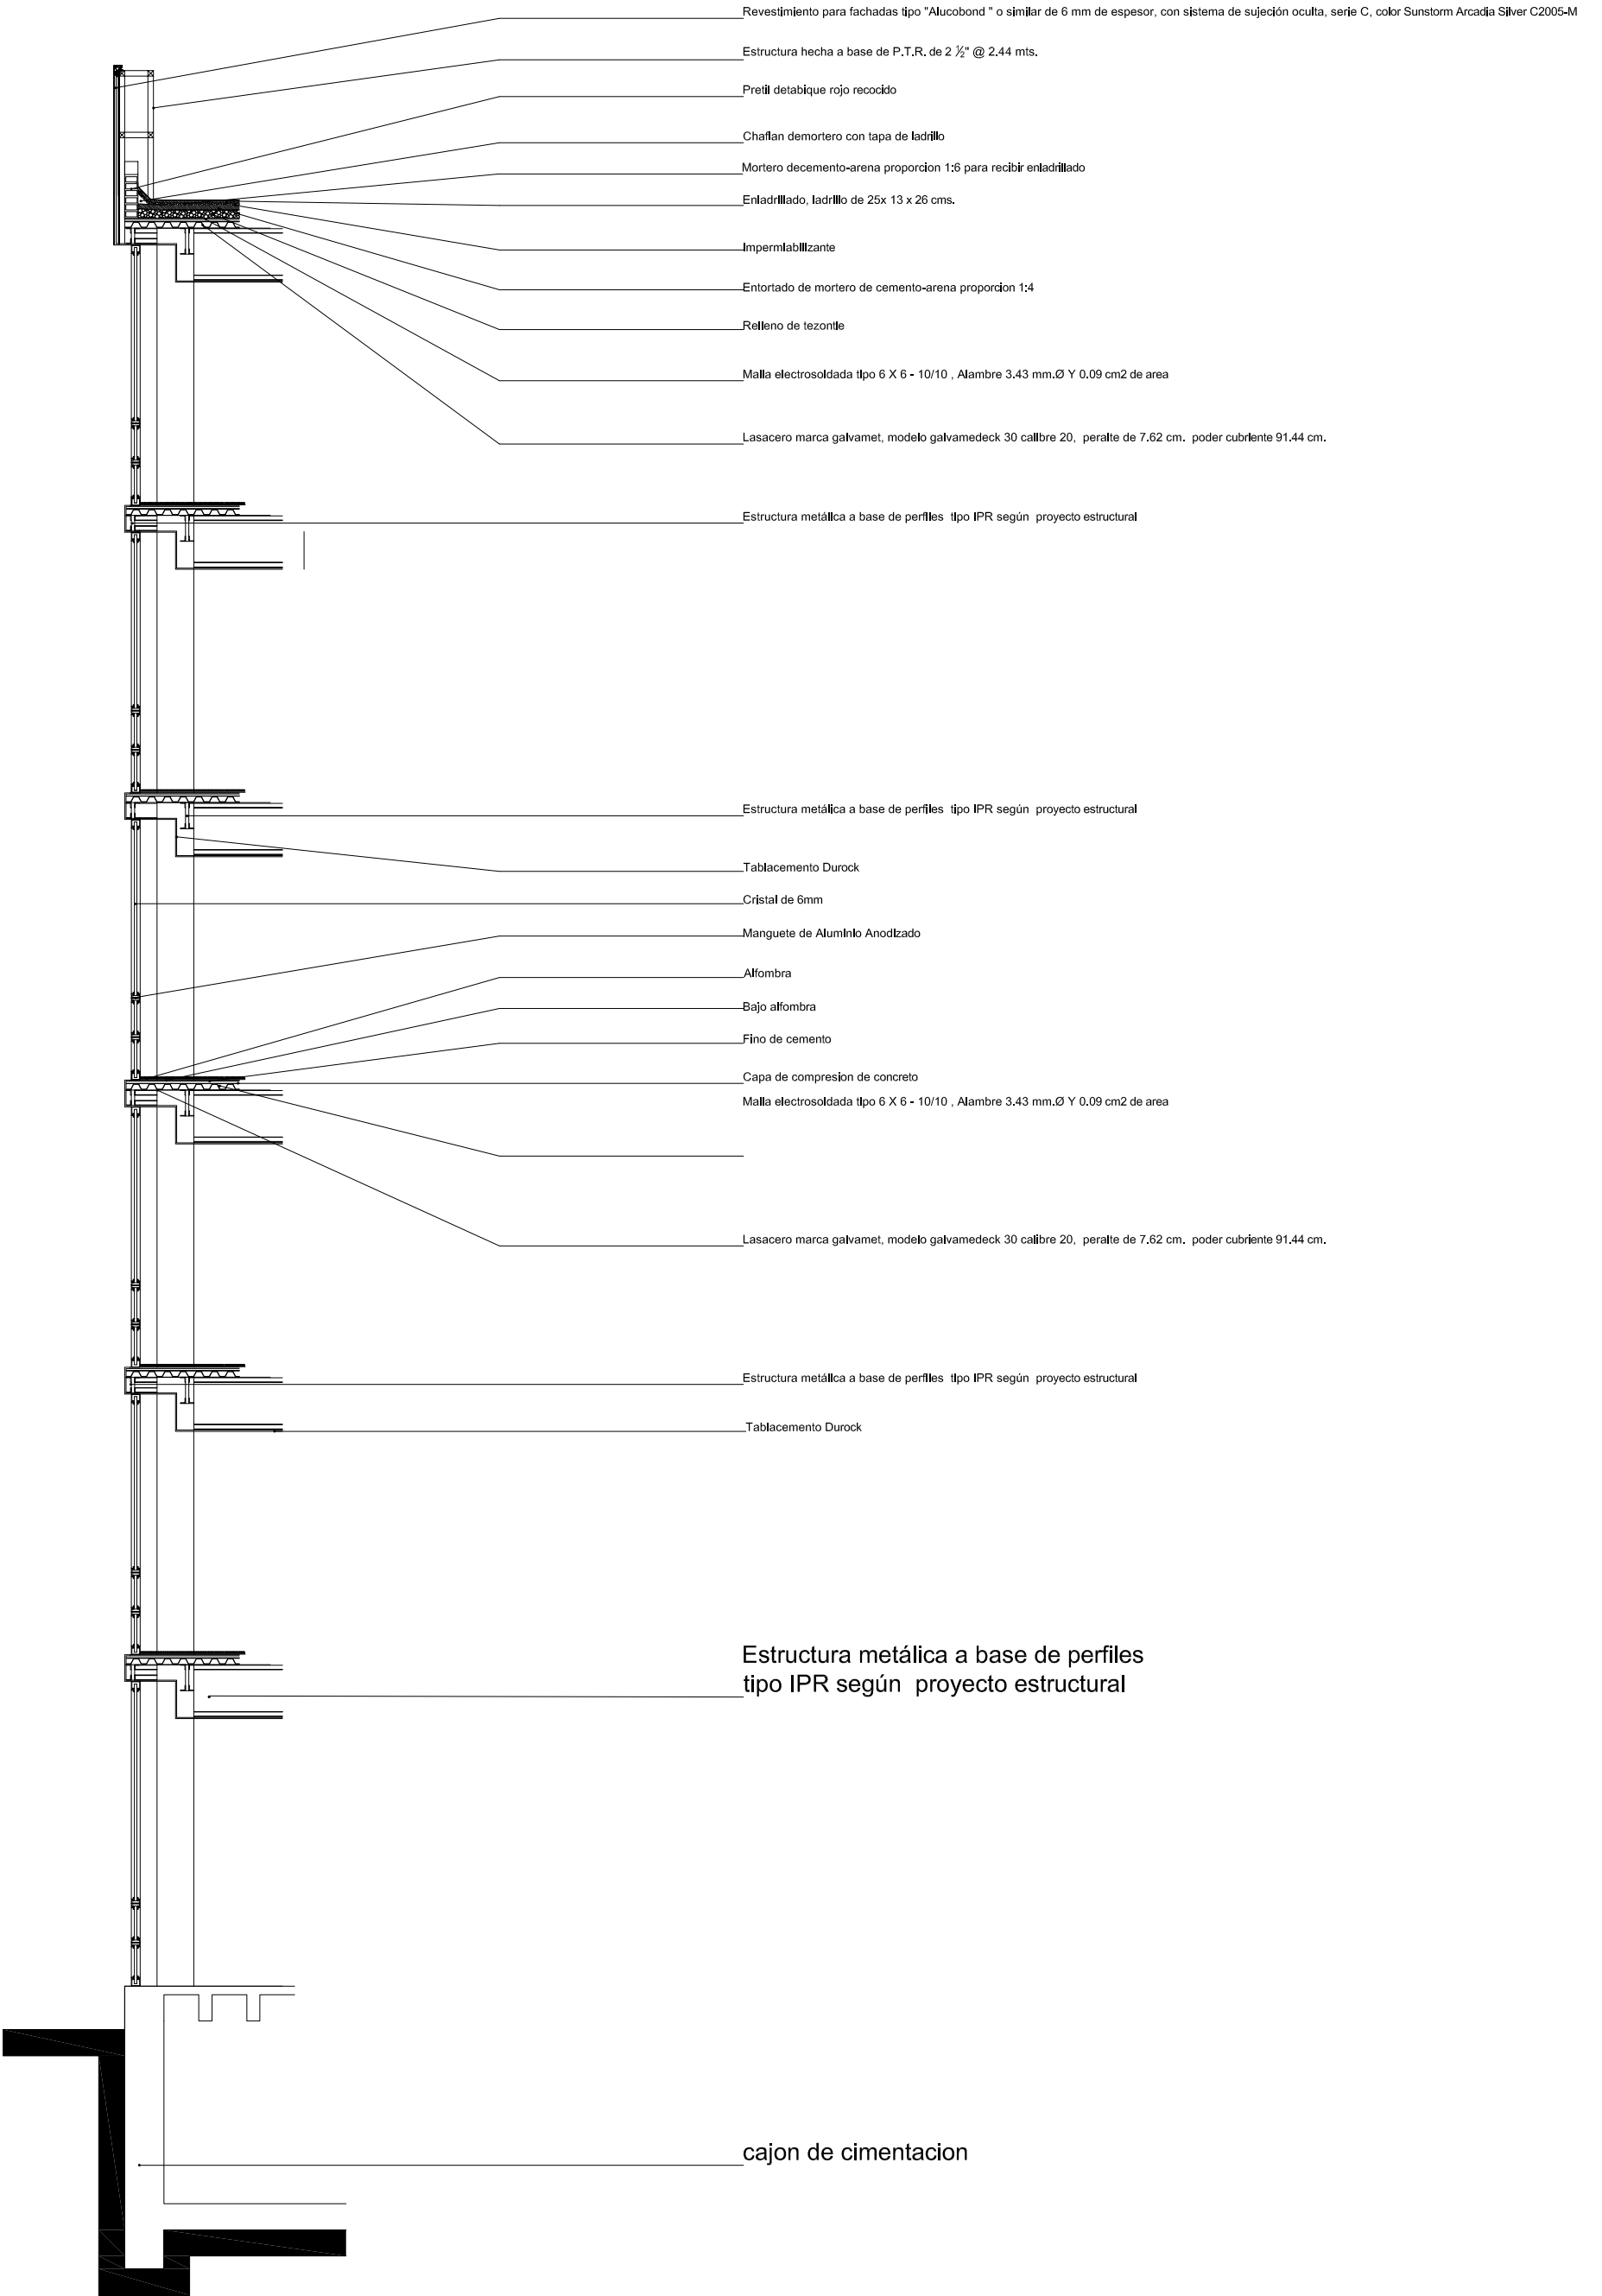 Revestimiento para fachadas tipo "Alucobond " o similar de 6 mm de espesor, con sistema de sujeción oculta, serie C, color Sunstorm Arcadia Silver C2005-M
Estructura hecha a base de P.T.R. de 2 ½" @ 2.44 mts.
Pretil detabique rojo recocido
Chaflan demortero con tapa de ladrillo
Mortero decemento-arena proporcion 1:6 para recibir enladrillado
Enladrillado, ladrillo de 25x 13 x 26 cms.
Impermiabilizante
Entortado de mortero de cemento-arena proporcion 1:4
Relleno de tezontle
Malla electrosoldada tipo 6 X 6 - 10/10 , Alambre 3.43 mm.Ø Y 0.09 cm2 de area
Lasacero marca galvamet, modelo galvamedeck 30 calibre 20, peralte de 7.62 cm. poder cubriente 91.44 cm.
Estructura metálica a base de perfiles tipo IPR según proyecto estructural
Estructura metálica a base de perfiles tipo IPR según proyecto estructural
Tablacemento Durock
Cristal de 6mm
Manguete de Aluminio Anodizado
Alfombra
Bajo alfombra
Fino de cemento
Capa de compresion de concreto
Malla electrosoldada tipo 6 X 6 - 10/10 , Alambre 3.43 mm.Ø Y 0.09 cm2 de area
Lasacero marca galvamet, modelo galvamedeck 30 calibre 20, peralte de 7.62 cm. poder cubriente 91.44 cm.
Estructura metálica a base de perfiles tipo IPR según proyecto estructural
Tablacemento Durock
Estructura metálica a base de perfiles
tipo IPR según proyecto estructural
cajon de cimentacion